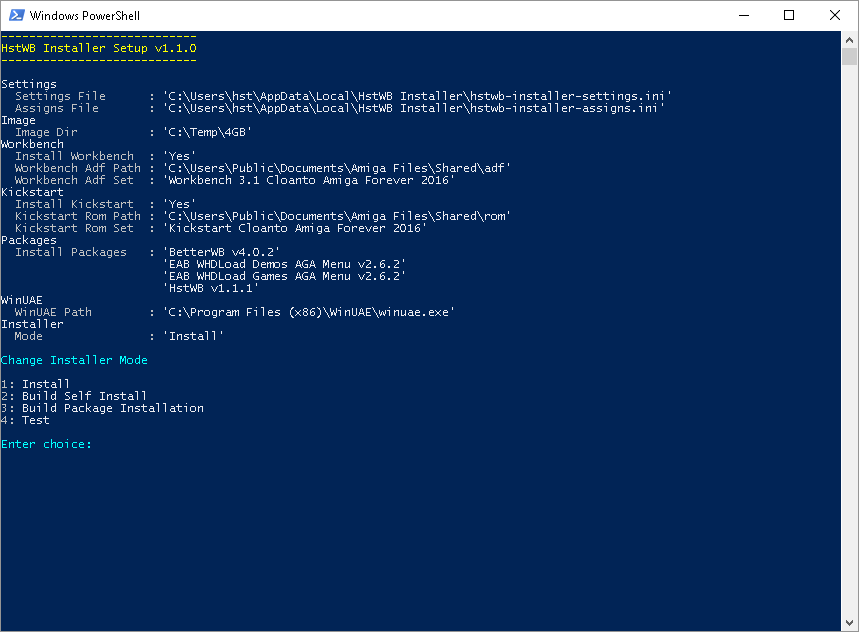 Windows PowerShell
----------------------------
HstWB Installer Setup v1.1.0
----------------------------
Settings
  Settings File      : 'C:\Users\hst\AppData\Local\HstWB Installer\hstwb-installer-settings.ini'
  Assigns File       : 'C:\Users\hst\AppData\Local\HstWB Installer\hstwb-installer-assigns.ini'
Image
  Image Dir          : 'C:\Temp\4GB'
Workbench
  Install Workbench  : 'Yes'
  Workbench Adf Path : 'C:\Users\Public\Documents\Amiga Files\Shared\adf'
  Workbench Adf Set  : 'Workbench 3.1 Cloanto Amiga Forever 2016'
Kickstart
  Install Kickstart  : 'Yes'
  Kickstart Rom Path : 'C:\Users\Public\Documents\Amiga Files\Shared\rom'
  Kickstart Rom Set  : 'Kickstart Cloanto Amiga Forever 2016'
Packages
  Install Packages   : 'BetterWB v4.0.2'
                       'EAB WHDLoad Demos AGA Menu v2.6.2'
                       'EAB WHDLoad Games AGA Menu v2.6.2'
                       'HstWB v1.1.1'
WinUAE
  WinUAE Path        : 'C:\Program Files (x86)\WinUAE\winuae.exe'
Installer
  Mode               : 'Install'
Change Installer Mode
1: Install
2: Build Self Install
3: Build Package Installation
4: Test
Enter choice: